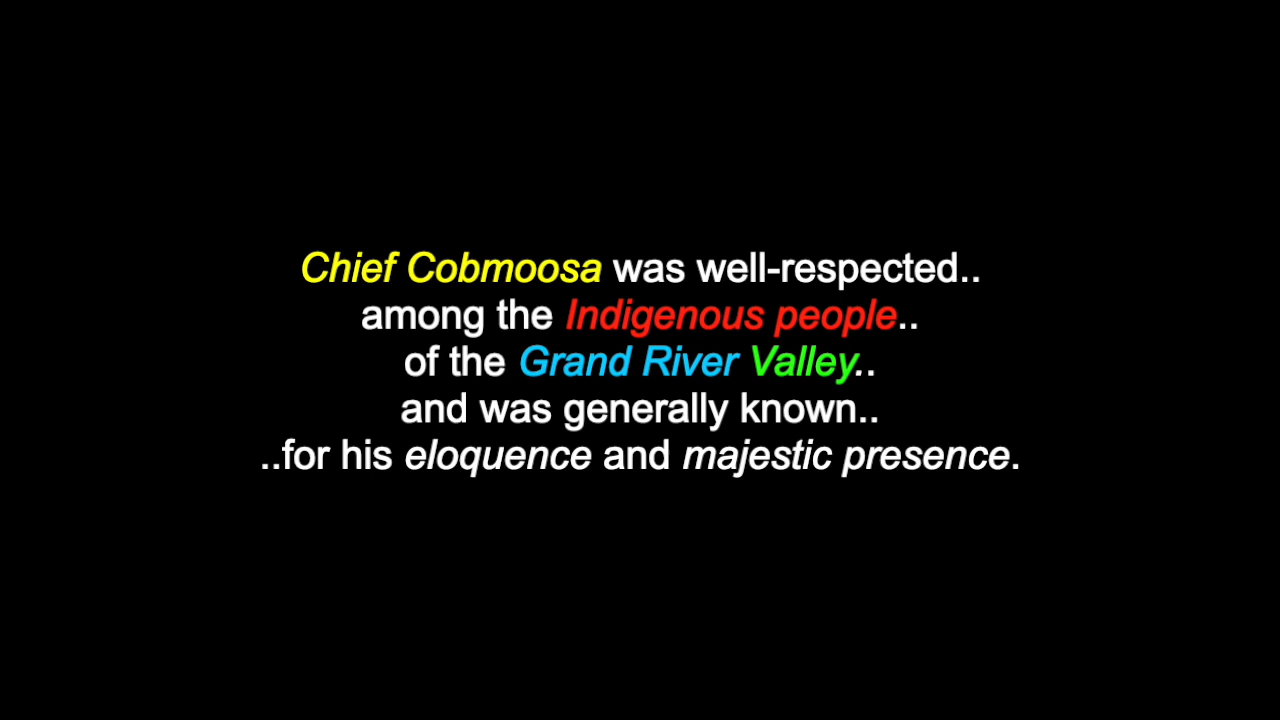 Chief Cobmoosa was well-respected..
among the Indigenous people..
of the Grand River Valley..
and was generally known..
..for his eloquence and majestic presence.